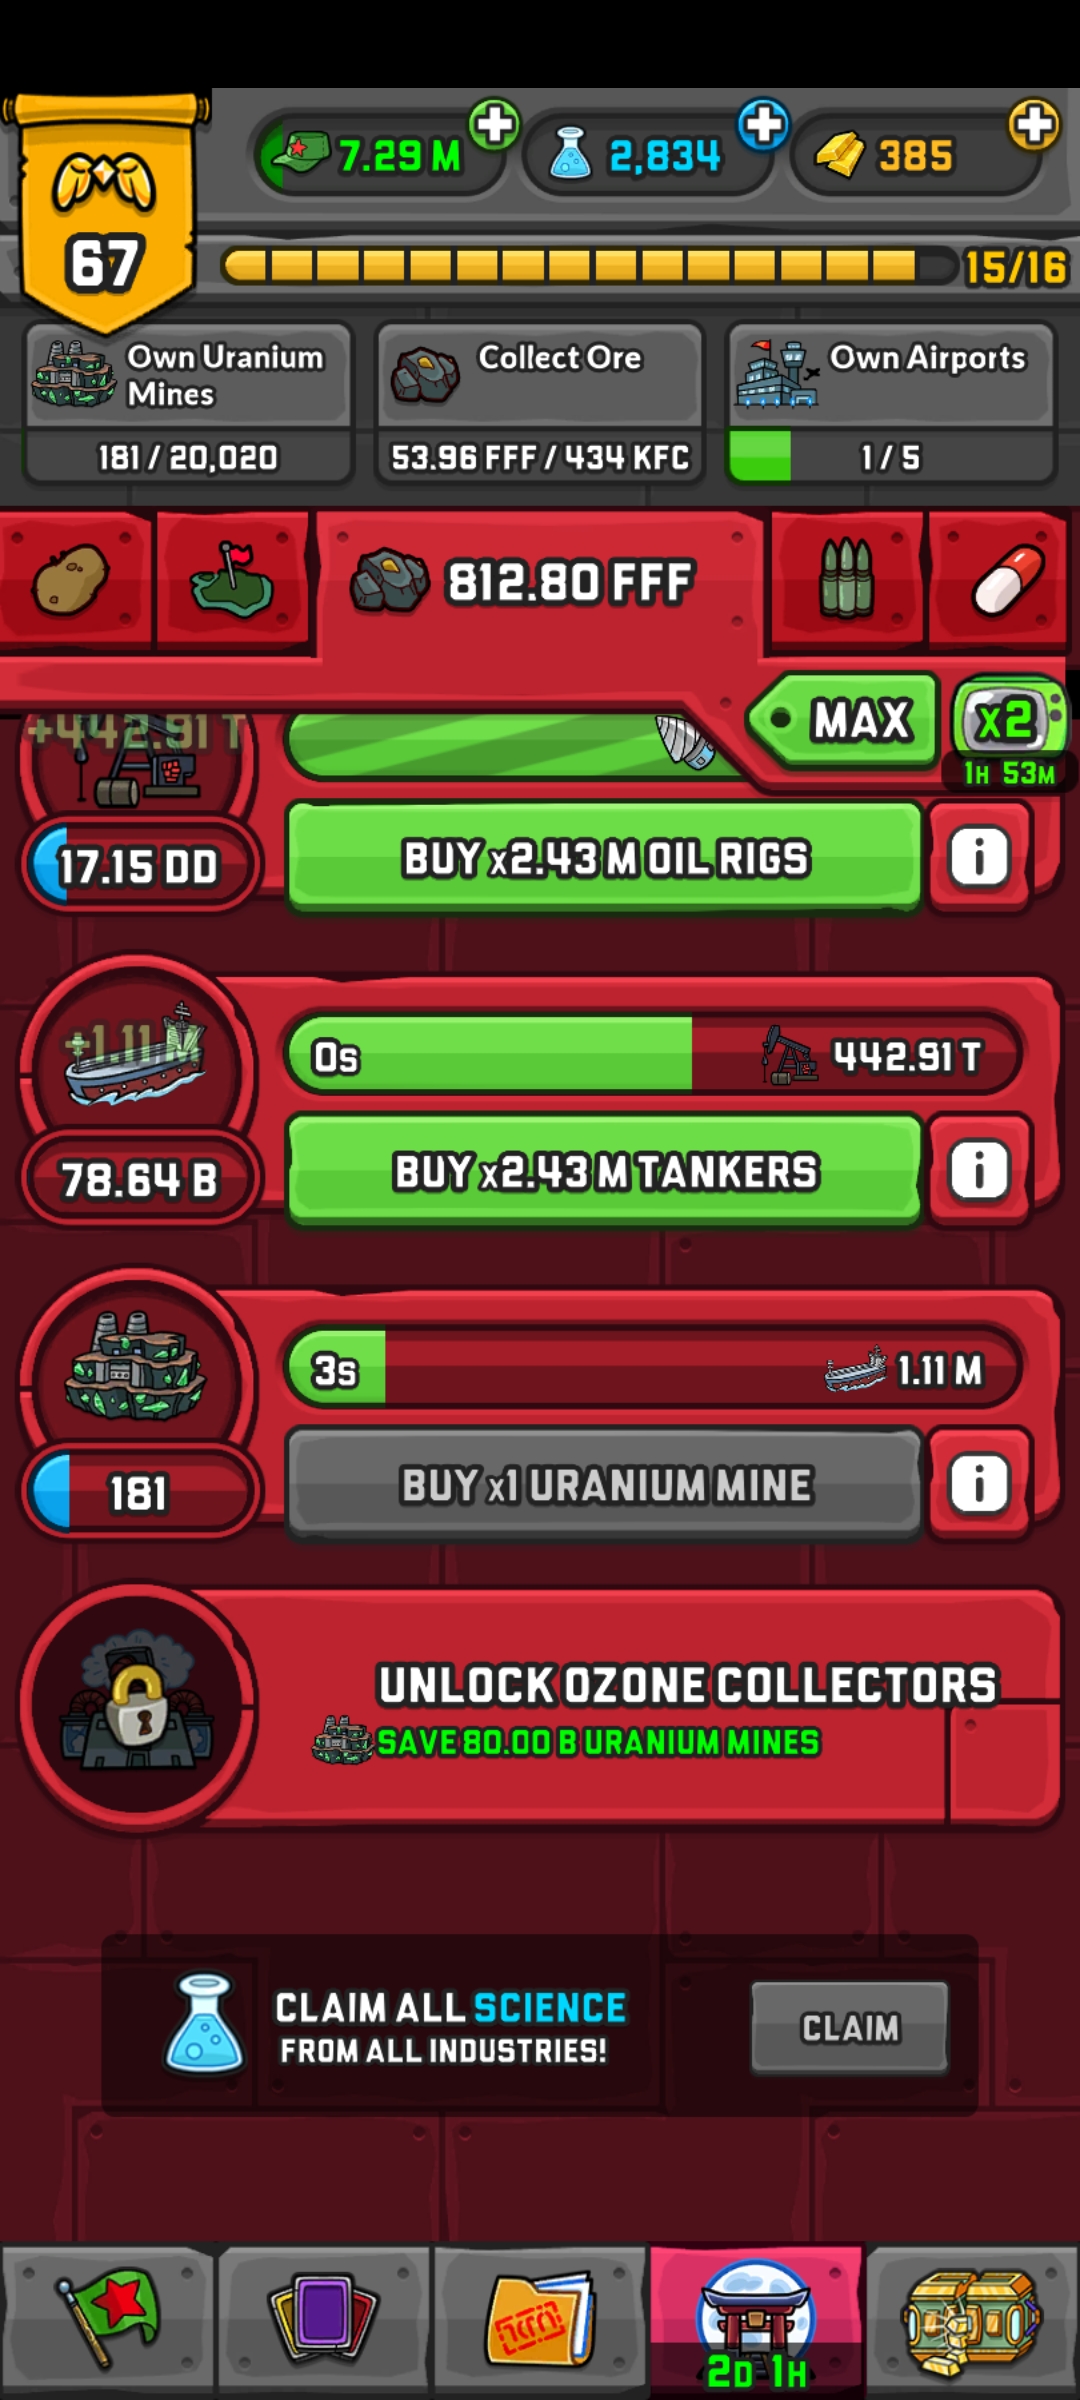 7.29 M
2,834
385
67
15/16
Own Uranium
Mines
181 / 20,020
Collect Ore
53.96 FFF / 434 KFC
Own Airports
1 / 5
812.80 FFF
MAX
x2
1H 53M
+442.91 T
17.15 DD
BUY x2.43 M OIL RIGS
i
+1.11 M
0s
442.91 T
78.64 B
BUY x2.43 M TANKERS
i
3s
1.11 M
181
BUY x1 URANIUM MINE
i
UNLOCK OZONE COLLECTORS
SAVE 80.00 B URANIUM MINES
CLAIM ALL SCIENCE
FROM ALL INDUSTRIES!
CLAIM
2D 1H